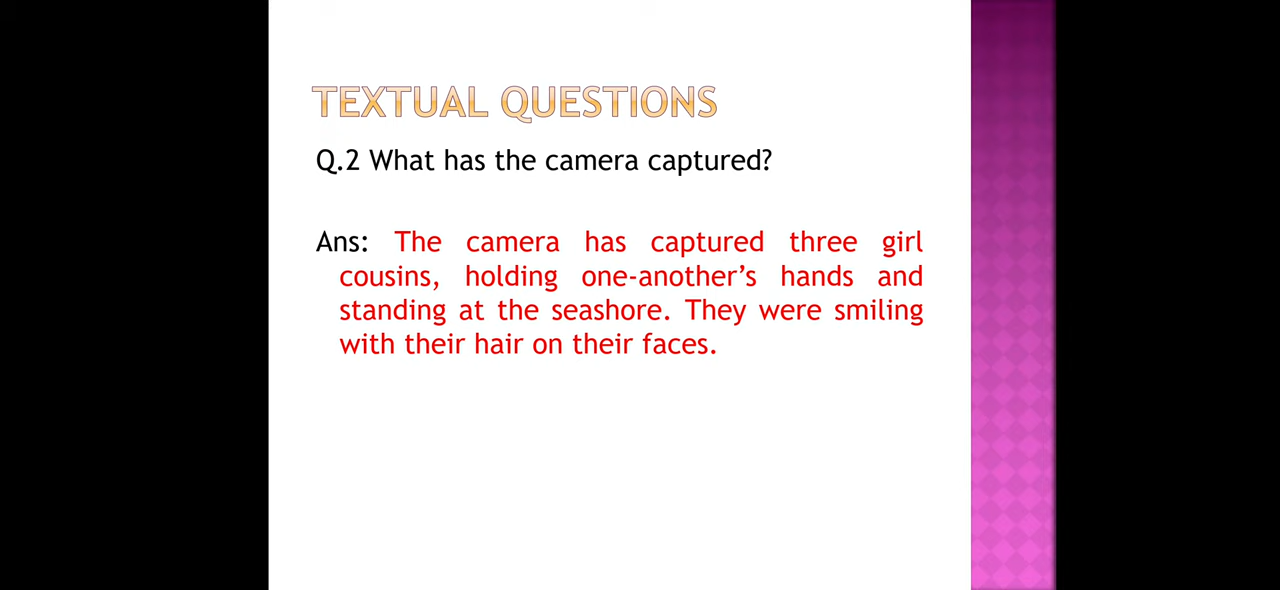 TEXTUAL QUESTIONS
Q.2 What has the camera captured?
Ans: The camera has captured three girl
cousins, holding one-another’s hands and
standing at the seashore. They were smiling
with their hair on their faces.